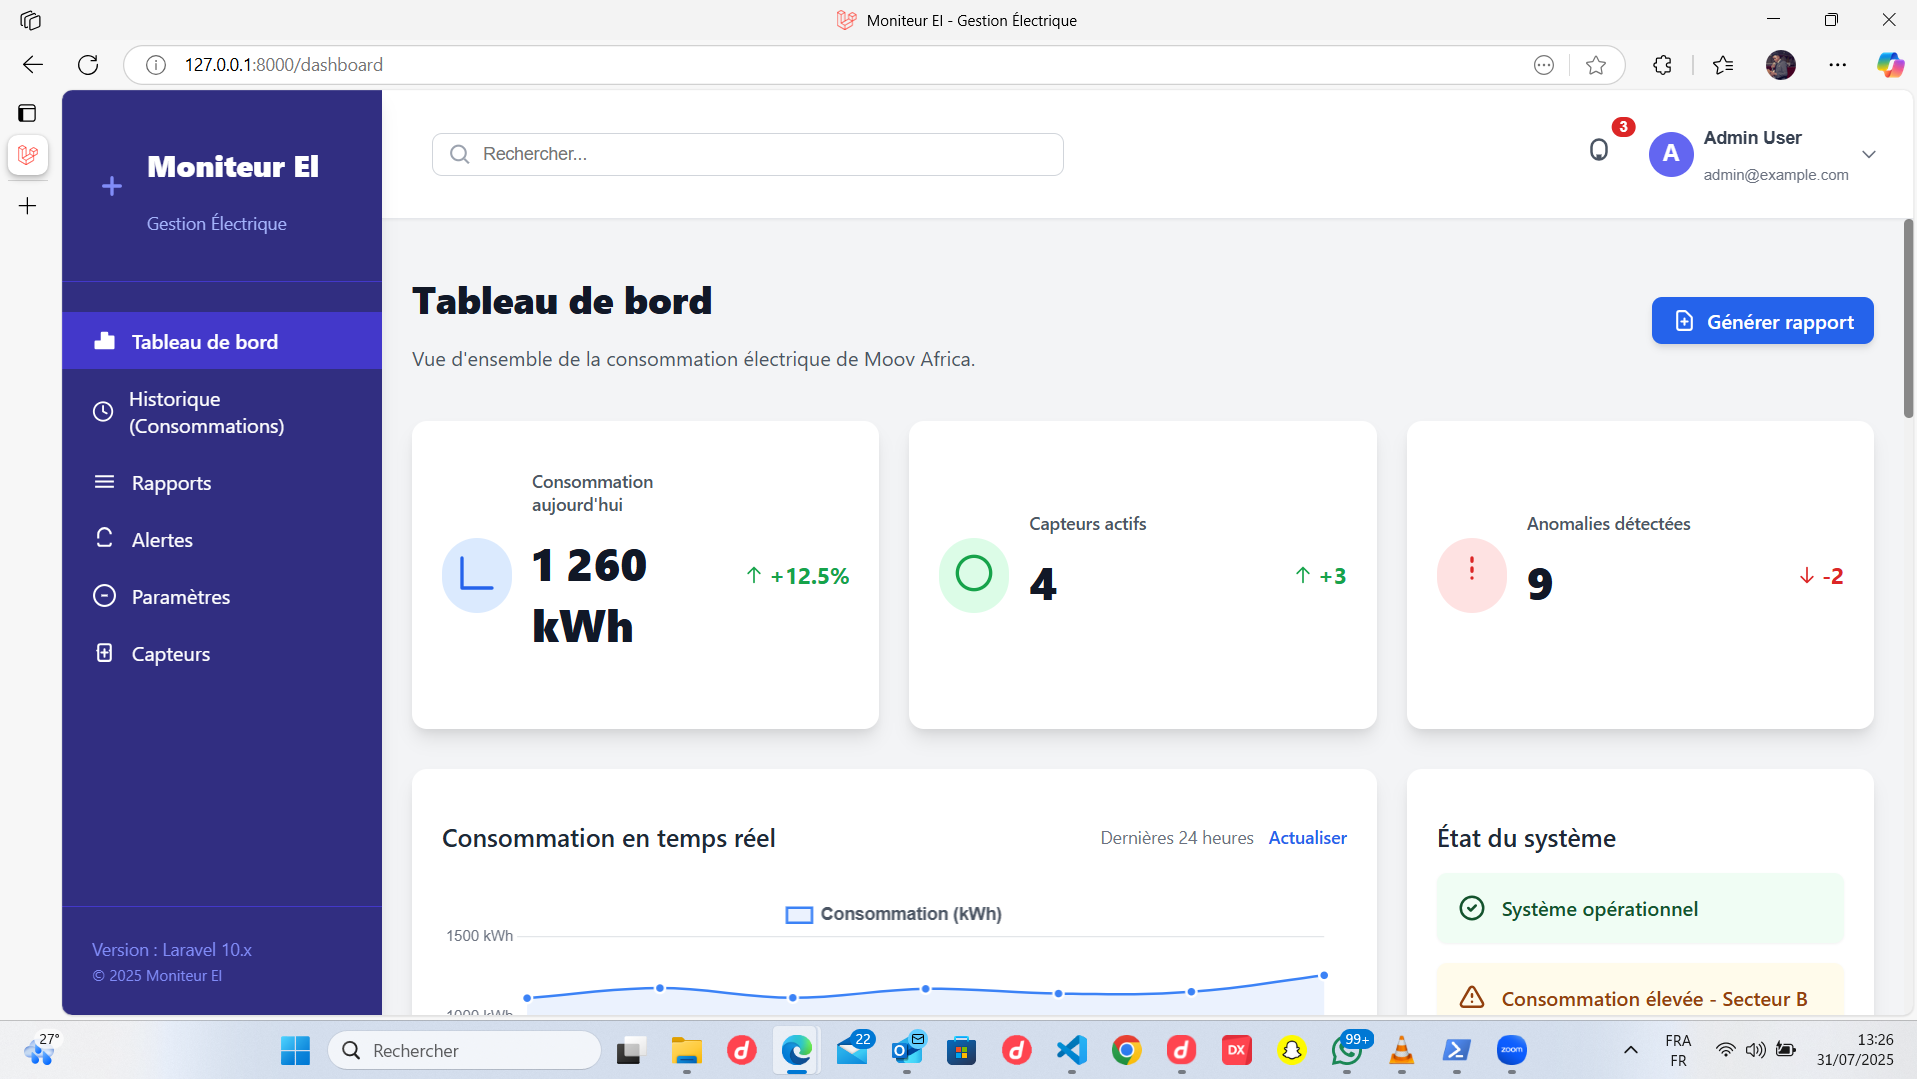 Moniteur El - Gestion Électrique
127.0.0.1:8000/dashboard
Moniteur El
Gestion Électrique
Tableau de bord
Historique
(Consommations)
Rapports
Alertes
Paramètres
Capteurs
Version : Laravel 10.x
© 2025 Moniteur El
Rechercher...
3
A
Admin User
admin@example.com
Tableau de bord
Vue d'ensemble de la consommation électrique de Moov Africa.
Générer rapport
Consommation
aujourd'hui
1 260
kWh
+12.5%
Capteurs actifs
4
+3
Anomalies détectées
9
-2
Consommation en temps réel
Dernières 24 heures Actualiser
Consommation (kWh)
1500 kWh
1000 kWh
État du système
Système opérationnel
Consommation élevée - Secteur B
27°
Rechercher
22
DX
99+
zoom
FRA
FR
13:26
31/07/2025